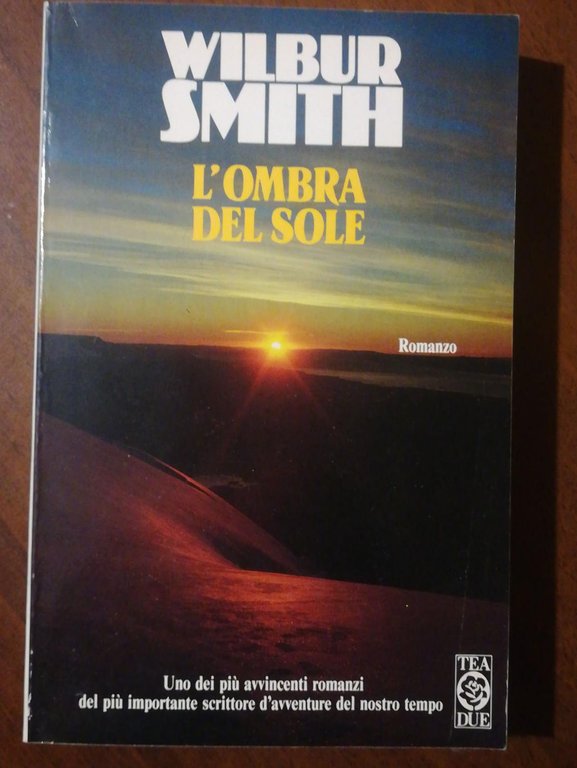 WILBUR
SMITH
L'OMBRA
DEL SOLE
Romanzo
Uno dei più avvincenti romanzi
del più importante scrittore d'avventure del nostro tempo
TEA
DUE